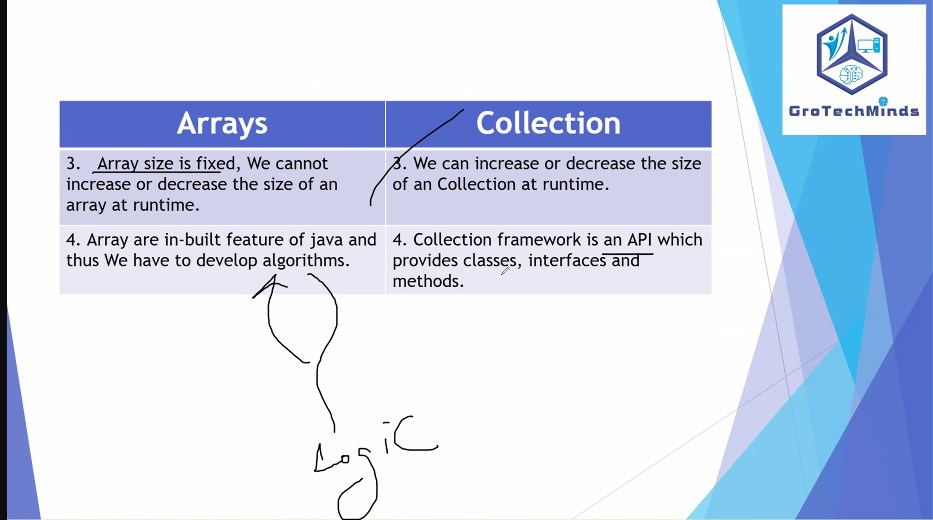 GroTechMinds
Arrays
Collection
3. Array size is fixed, We cannot
increase or decrease the size of an
array at runtime.
3. We can increase or decrease the size
of an Collection at runtime.
4. Array are in-built feature of java and
thus We have to develop algorithms.
4. Collection framework is an API which
provides classes, interfaces and
methods.
Logic